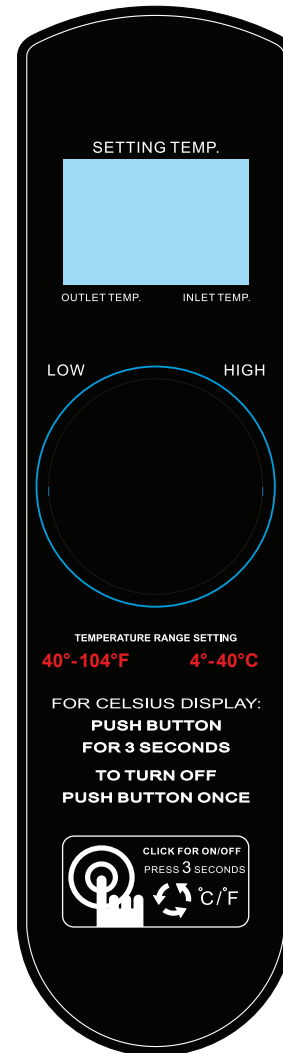 SETTING TEMP.
OUTLET TEMP. INLET TEMP.
LOW HIGH
TEMPERATURE RANGE SETTING
40°-104°F 4°-40°C
FOR CELSIUS DISPLAY:
PUSH BUTTON
FOR 3 SECONDS
TO TURN OFF
PUSH BUTTON ONCE
CLICK FOR ON/OFF
PRESS 3 SECONDS
°C/°F